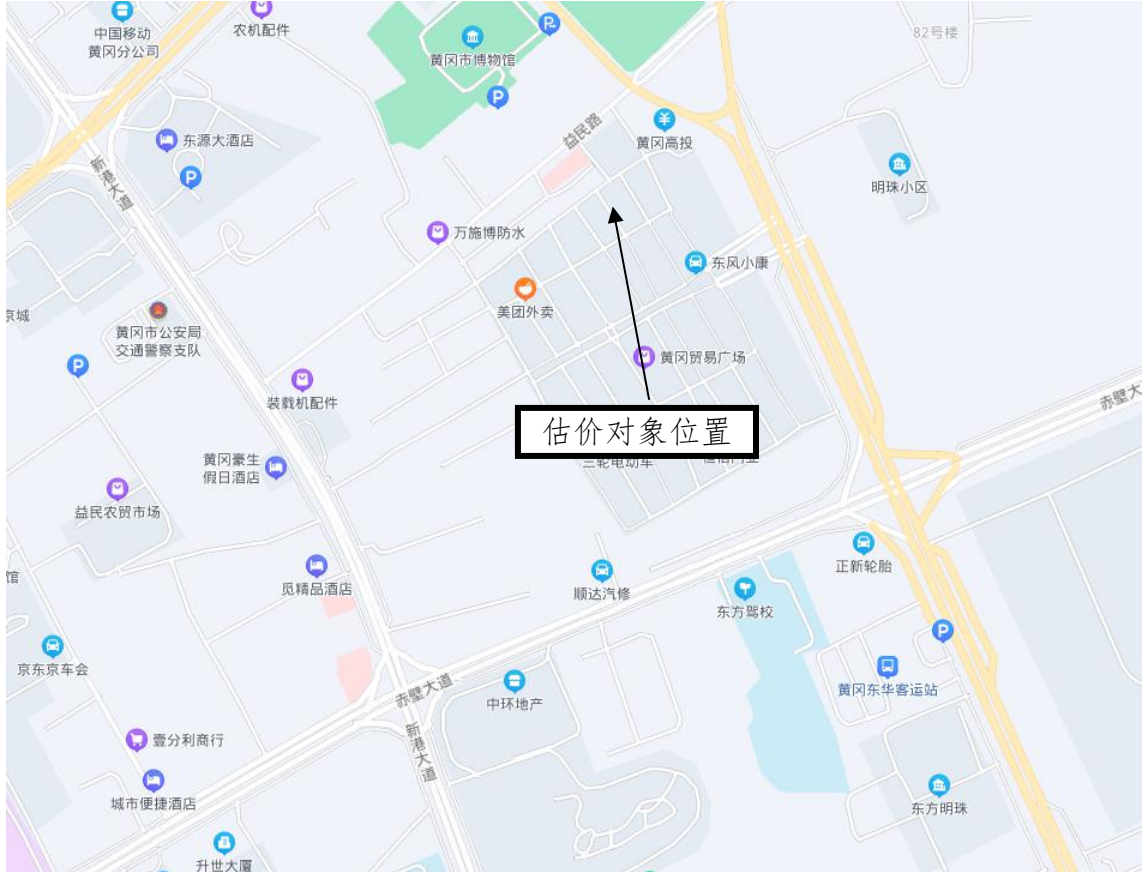 中国移动
黄冈分公司
农机配件
黄冈市博物馆
82号楼
P
P
东源大酒店
P
新港大道
益民路
黄冈高投
明珠小区
万施博防水
东风小康
美团外卖
京城
黄冈市公安局
交通警察支队
P
黄冈贸易广场
装载机配件
赤壁大
估价对象位置
三轮电动车
黄冈豪生
假日酒店
益民农贸市场
馆
觅精品酒店
顺达汽修
正新轮胎
东方驾校
P
京东京车会
赤壁大道
中环地产
黄冈东华客运站
新港大道
壹分利商行
城市便捷酒店
东方明珠
升世大厦